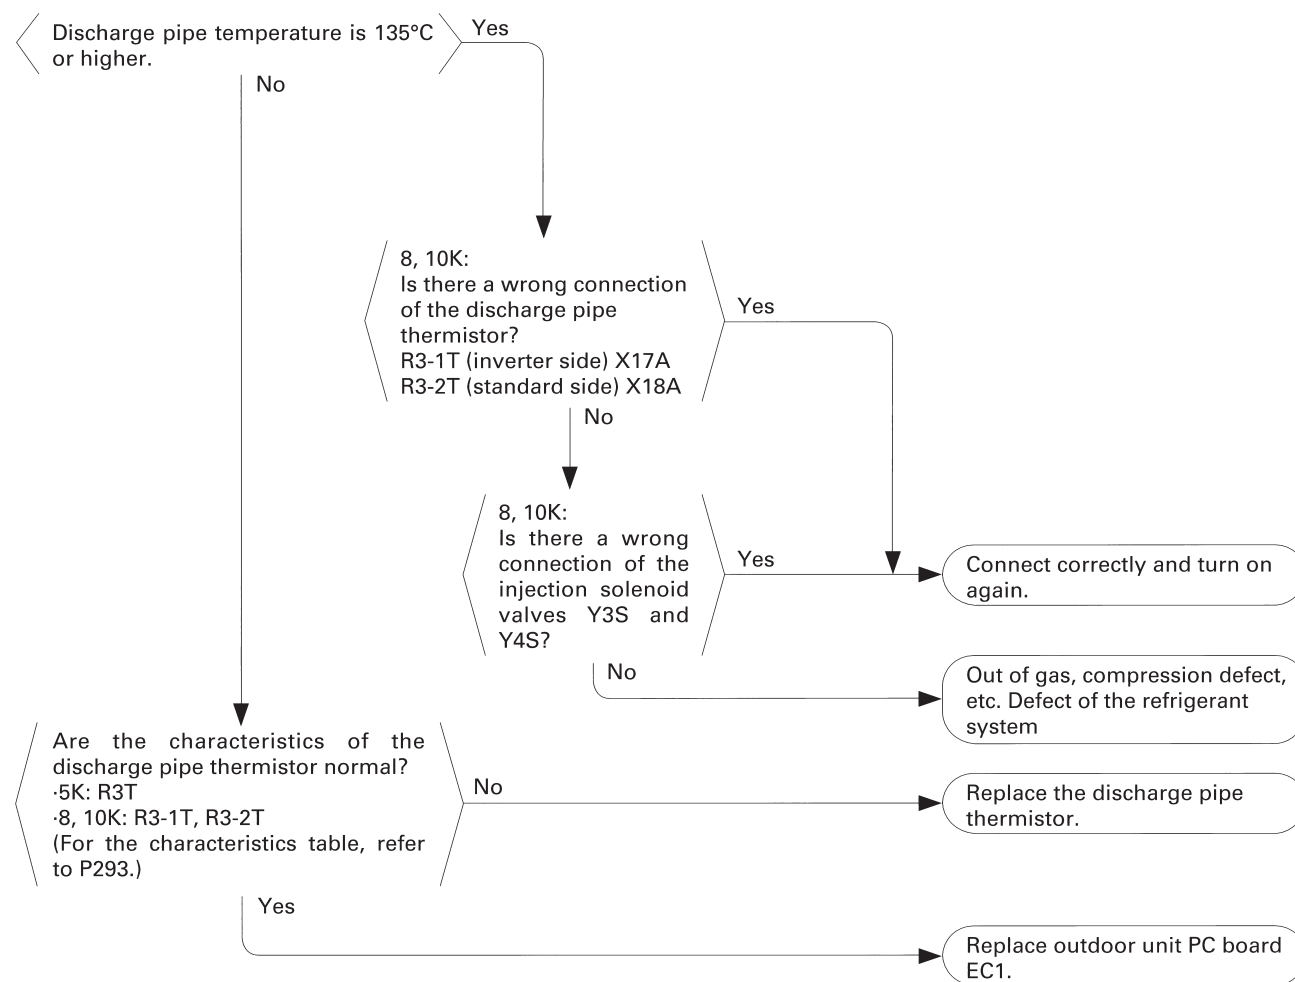 Discharge pipe temperature is 135°C
or higher.
Yes
No
8, 10K:
Is there a wrong connection
of the discharge pipe
thermistor?
R3-1T (inverter side) X17A
R3-2T (standard side) X18A
Yes
No
8, 10K:
Is there a wrong
connection of the
injection solenoid
valves Y3S and
Y4S?
Yes
Connect correctly and turn on
again.
No
Out of gas, compression defect,
etc. Defect of the refrigerant
system
Are the characteristics of the
discharge pipe thermistor normal?
·5K: R3T
·8, 10K: R3-1T, R3-2T
(For the characteristics table, refer
to P293.)
No
Replace the discharge pipe
thermistor.
Yes
Replace outdoor unit PC board
EC1.